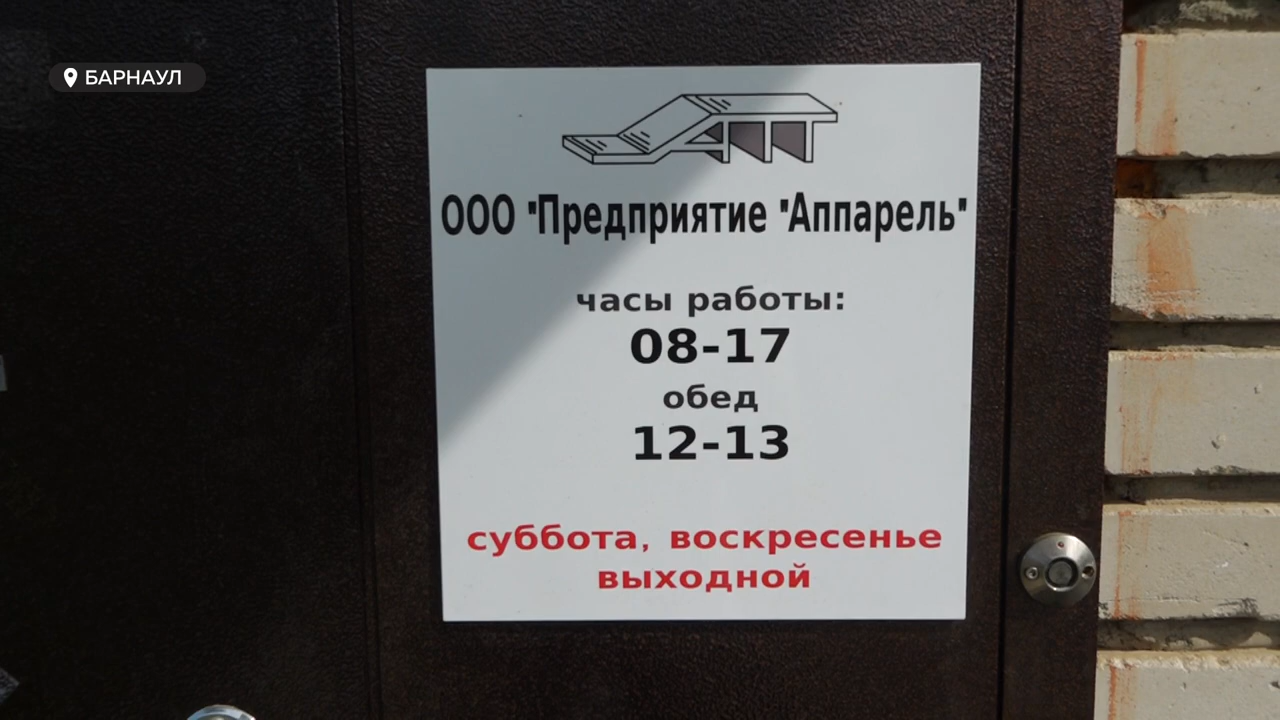 БАРНАУЛ
ООО "Предприятие "Аппарель"
часы работы:
08-17
обед
12-13
суббота, воскресенье
выходной